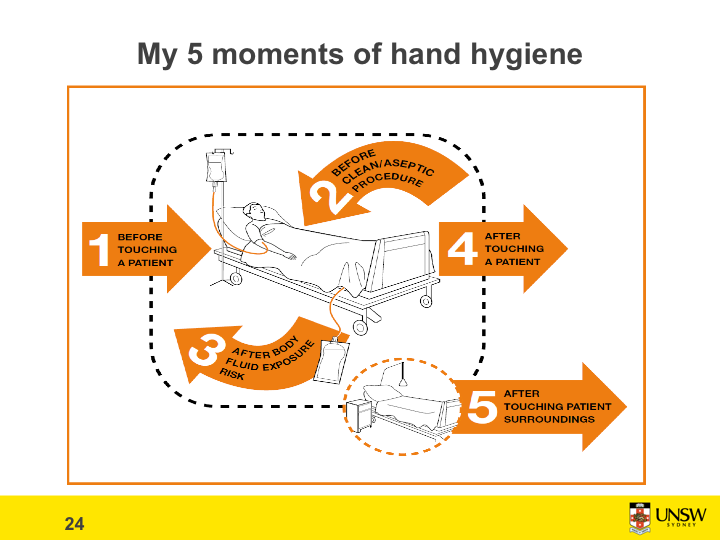 My 5 moments of hand hygiene
2
BEFORE
CLEAN/ASEPTIC
PROCEDURE
1
BEFORE
TOUCHING
A PATIENT
4
AFTER
TOUCHING
A PATIENT
3
AFTER BODY
FLUID EXPOSURE
RISK
5
AFTER
TOUCHING PATIENT
SURROUNDINGS
24
UNSW
SYDNEY